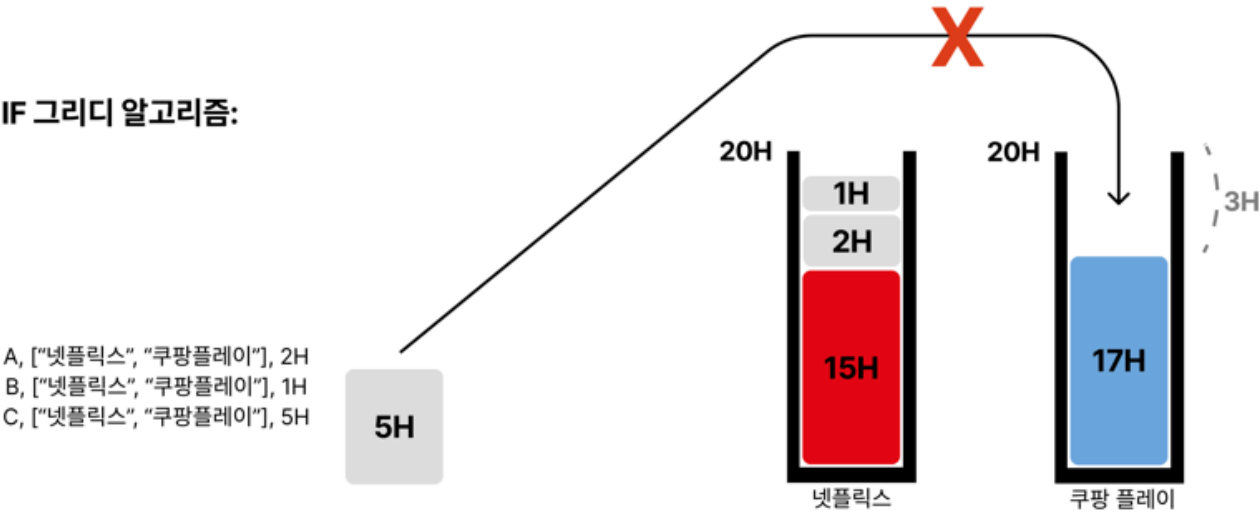 IF 그리디 알고리즘:
X
20H
20H
1H
3H
2H
15H
17H
A, [“넷플릭스”, “쿠팡플레이”], 2H
B, [“넷플릭스”, “쿠팡플레이”], 1H
C, [“넷플릭스”, “쿠팡플레이”], 5H
5H
넷플릭스
쿠팡 플레이